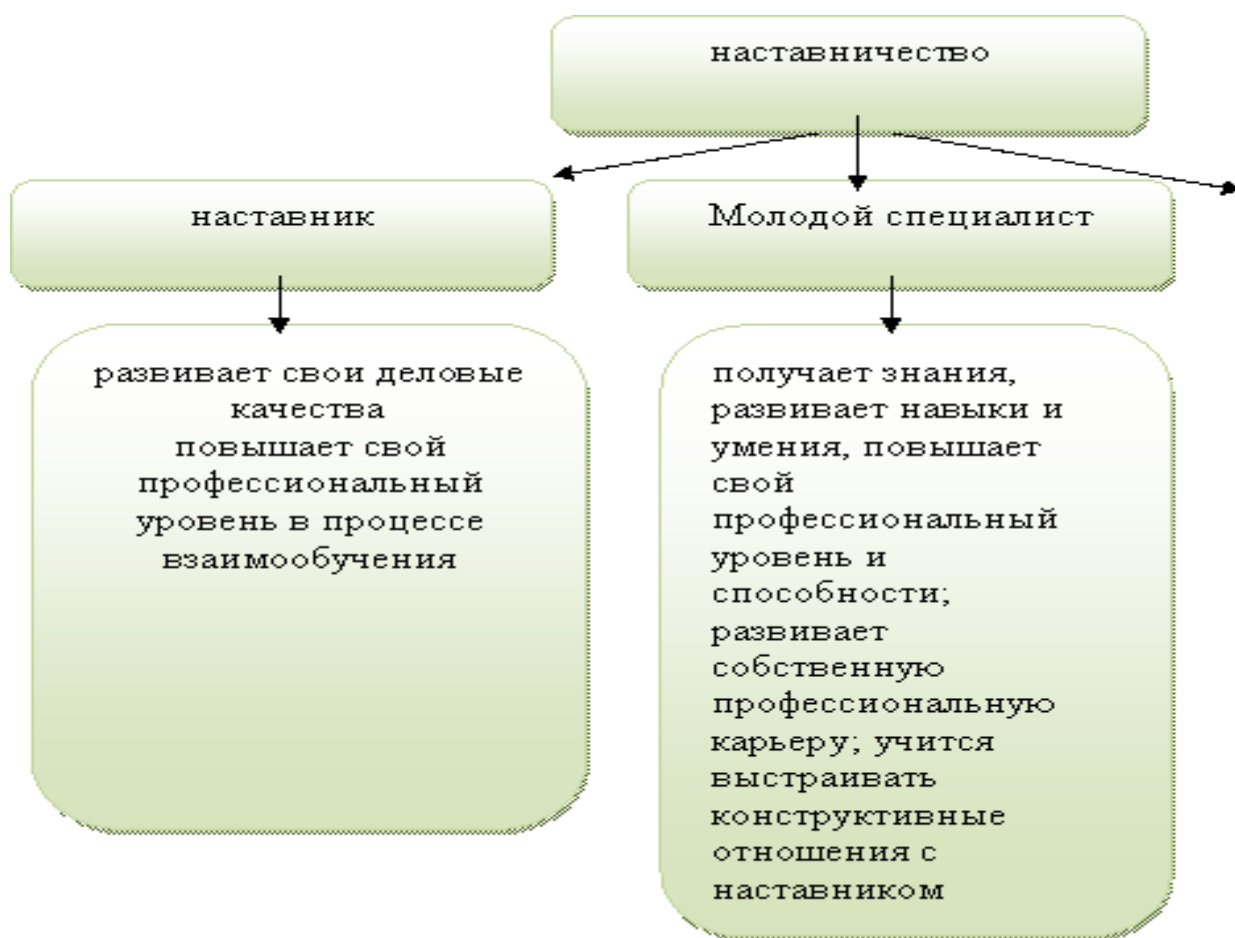 наставничество
наставник
Молодой специалист
развивает свои деловые
качества
повышает свой
профессиональный
уровень в процессе
взаимообучения
получает знания,
развивает навыки и
умения, повышает
свой
профессиональный
уровень и
способности;
развивает
собственную
профессиональную
карьеру; учится
выстраивать
конструктивные
отношения с
наставником